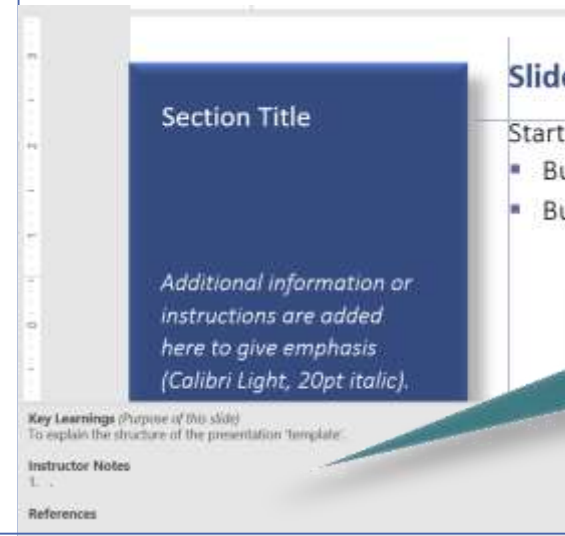 Slide
Section Title
Start
Bu
Bu
Additional information or
instructions are added
here to give emphasis
(Calibri Light, 20pt italic).
Key Learnings (Purpose of this slide)
To explain the structure of the presentation 'template'.
Instructor Notes
1. .
References